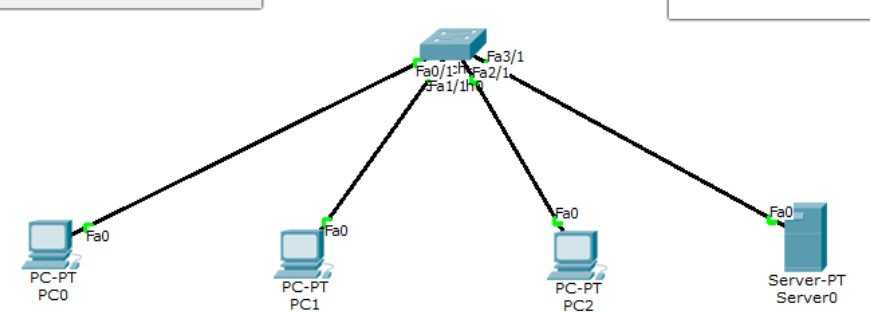 Fa3/1
Fa0/1
Fa2/1
Fa1/1
Fa0
Fa0
Fa0
Fa0
PC-PT
PC0
PC-PT
PC1
PC-PT
PC2
Server-PT
Server0